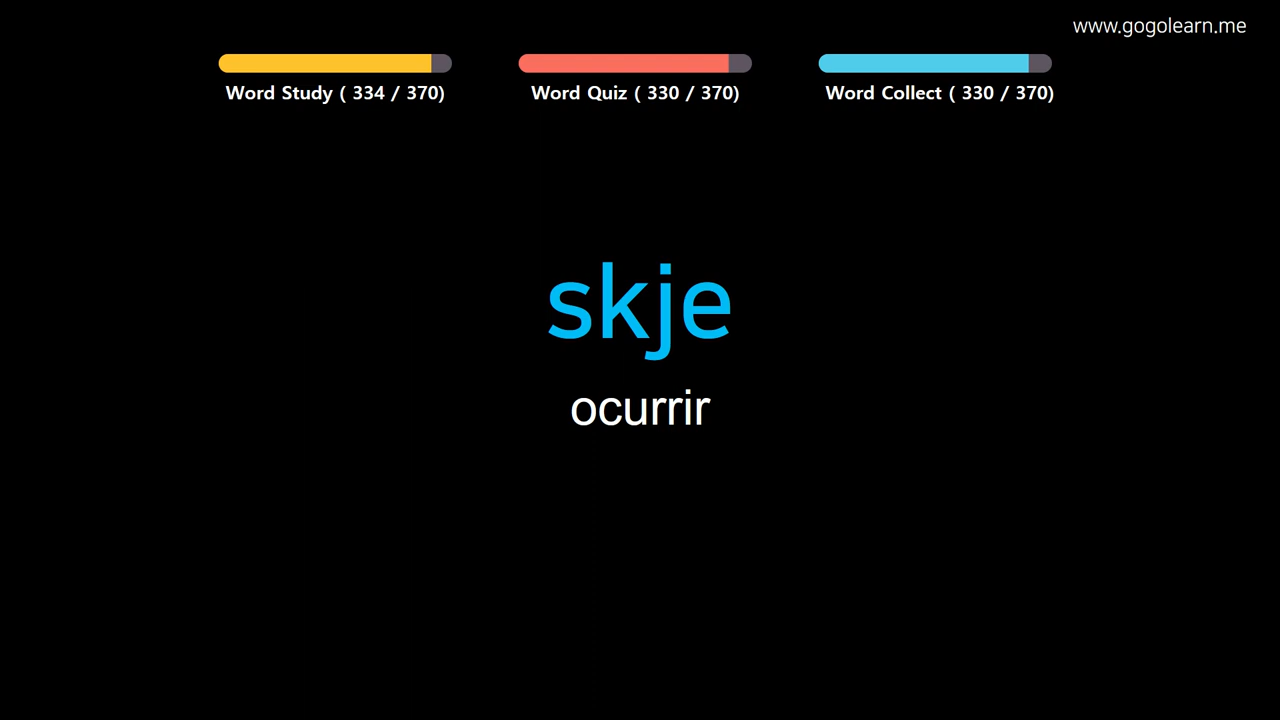 www.gogolearn.me
Word Study ( 334 / 370)
Word Quiz ( 330 / 370)
Word Collect ( 330 / 370)
skje
ocurrir